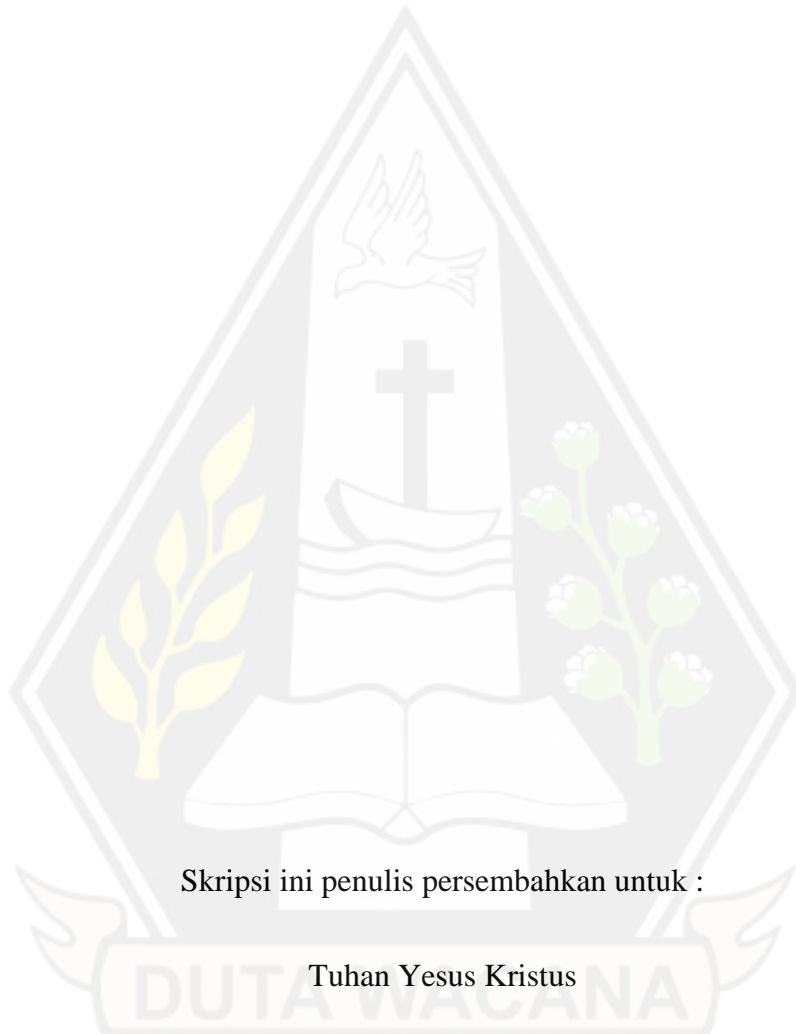 Skripsi ini penulis persembahkan untuk :
Tuhan Yesus Kristus
DUTA WACANA